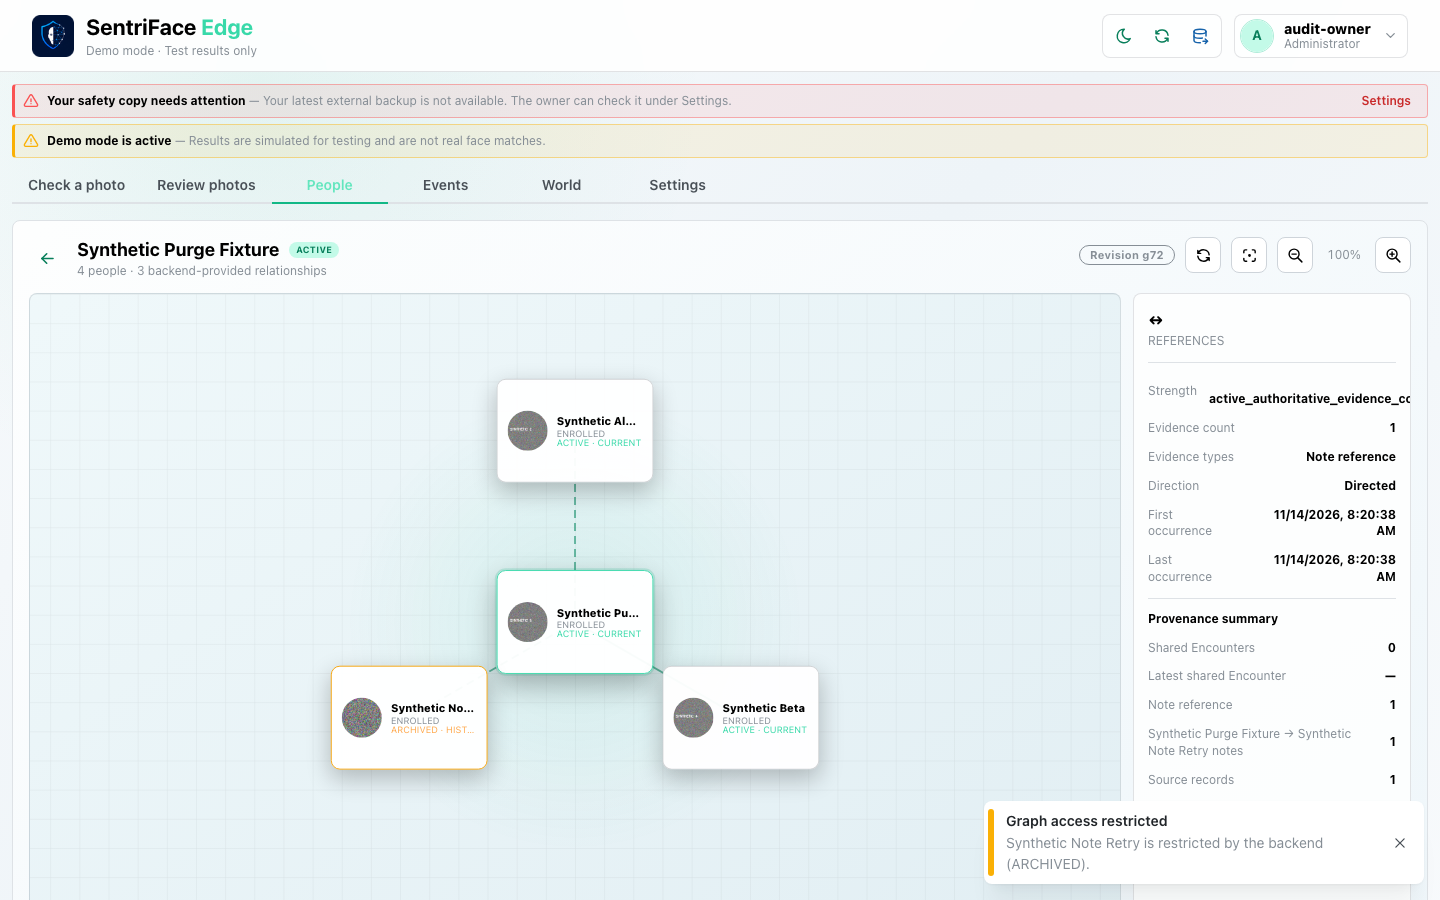 SentriFace Edge
Demo mode · Test results only
A
audit-owner
Administrator
Your safety copy needs attention — Your latest external backup is not available. The owner can check it under Settings.
Settings
Demo mode is active — Results are simulated for testing and are not real face matches.
Check a photo
Review photos
People
Events
World
Settings
Synthetic Purge Fixture
ACTIVE
4 people · 3 backend-provided relationships
Revision g72
100%
Synthetic Al...
ENROLLED
ACTIVE · CURRENT
Synthetic Pu...
ENROLLED
ACTIVE · CURRENT
Synthetic No...
ENROLLED
ARCHIVED · HIST...
Synthetic Beta
ENROLLED
ACTIVE · CURRENT
REFERENCES
Strength
active_authoritative_evidence_co
Evidence count 1
Evidence types Note reference
Direction Directed
First occurrence
11/14/2026, 8:20:38 AM
Last occurrence
11/14/2026, 8:20:38 AM
Provenance summary
Shared Encounters 0
Latest shared Encounter —
Note reference 1
Synthetic Purge Fixture → Synthetic
Note Retry notes
1
Source records 1
Graph access restricted
Synthetic Note Retry is restricted by the backend
(ARCHIVED).